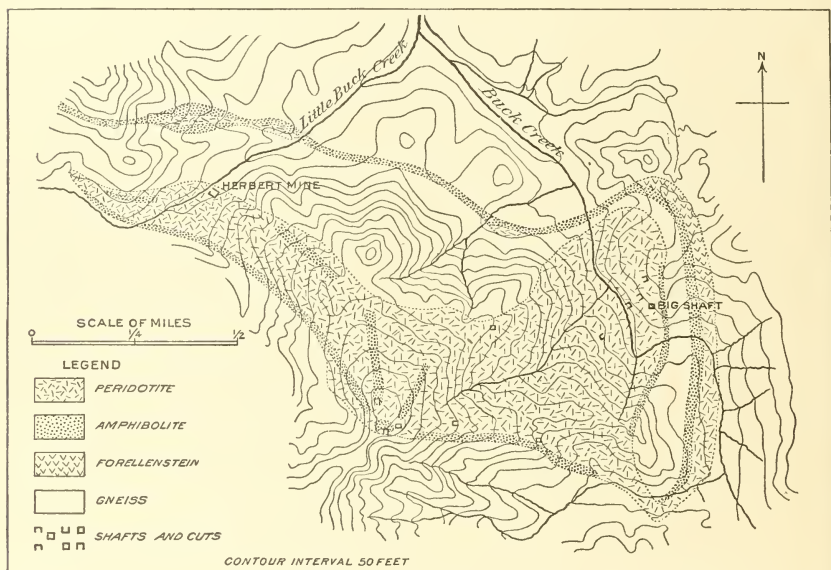 N
Little Buck Creek
Buck Creek
HERBERT MINE
BIG SHAFT
SCALE OF MILES
0 1/4 1/2
LEGEND
PERIDOTITE
AMPHIBOLITE
FORELLENSTEIN
GNEISS
SHAFTS AND CUTS
CONTOUR INTERVAL 50 FEET